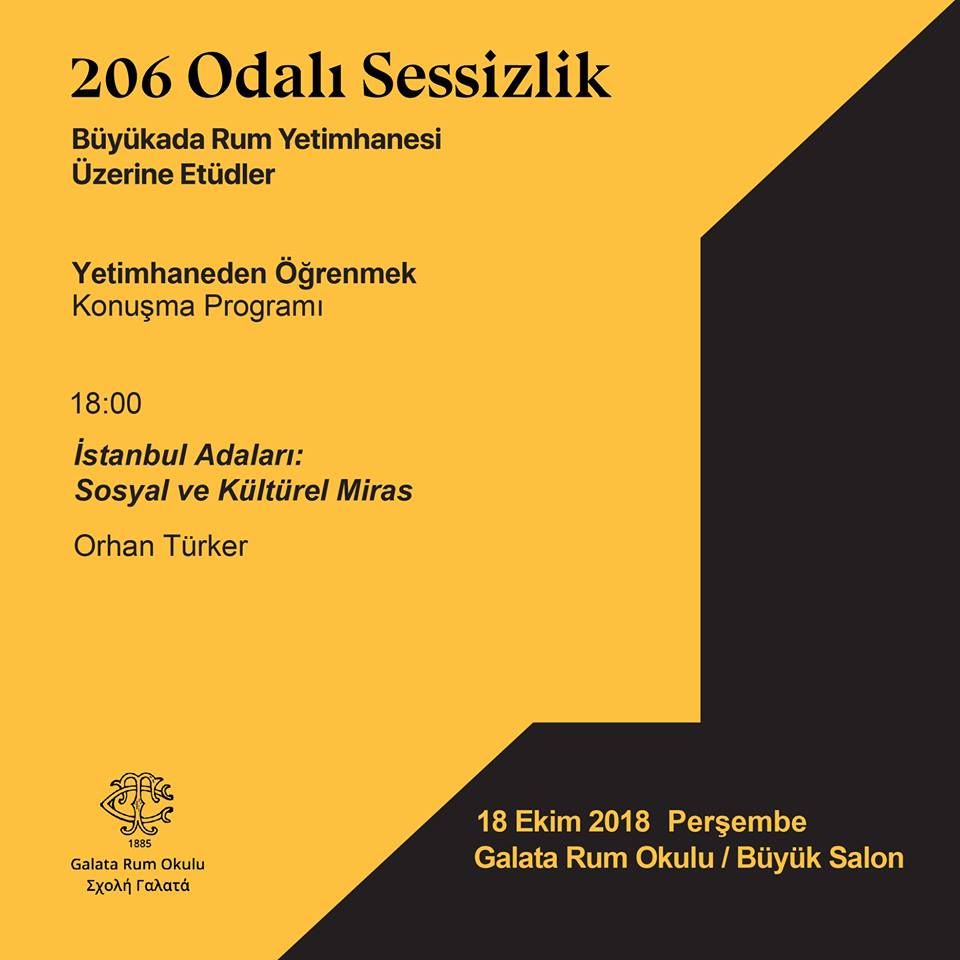 206 Odalı Sessizlik
Büyükada Rum Yetimhanesi
Üzerine Etüdler
Yetimhaneden Öğrenmek
Konuşma Programı
18:00
İstanbul Adaları:
Sosyal ve Kültürel Miras
Orhan Türker
1885
Galata Rum Okulu
Σχολή Γαλατά
18 Ekim 2018 Perşembe
Galata Rum Okulu / Büyük Salon